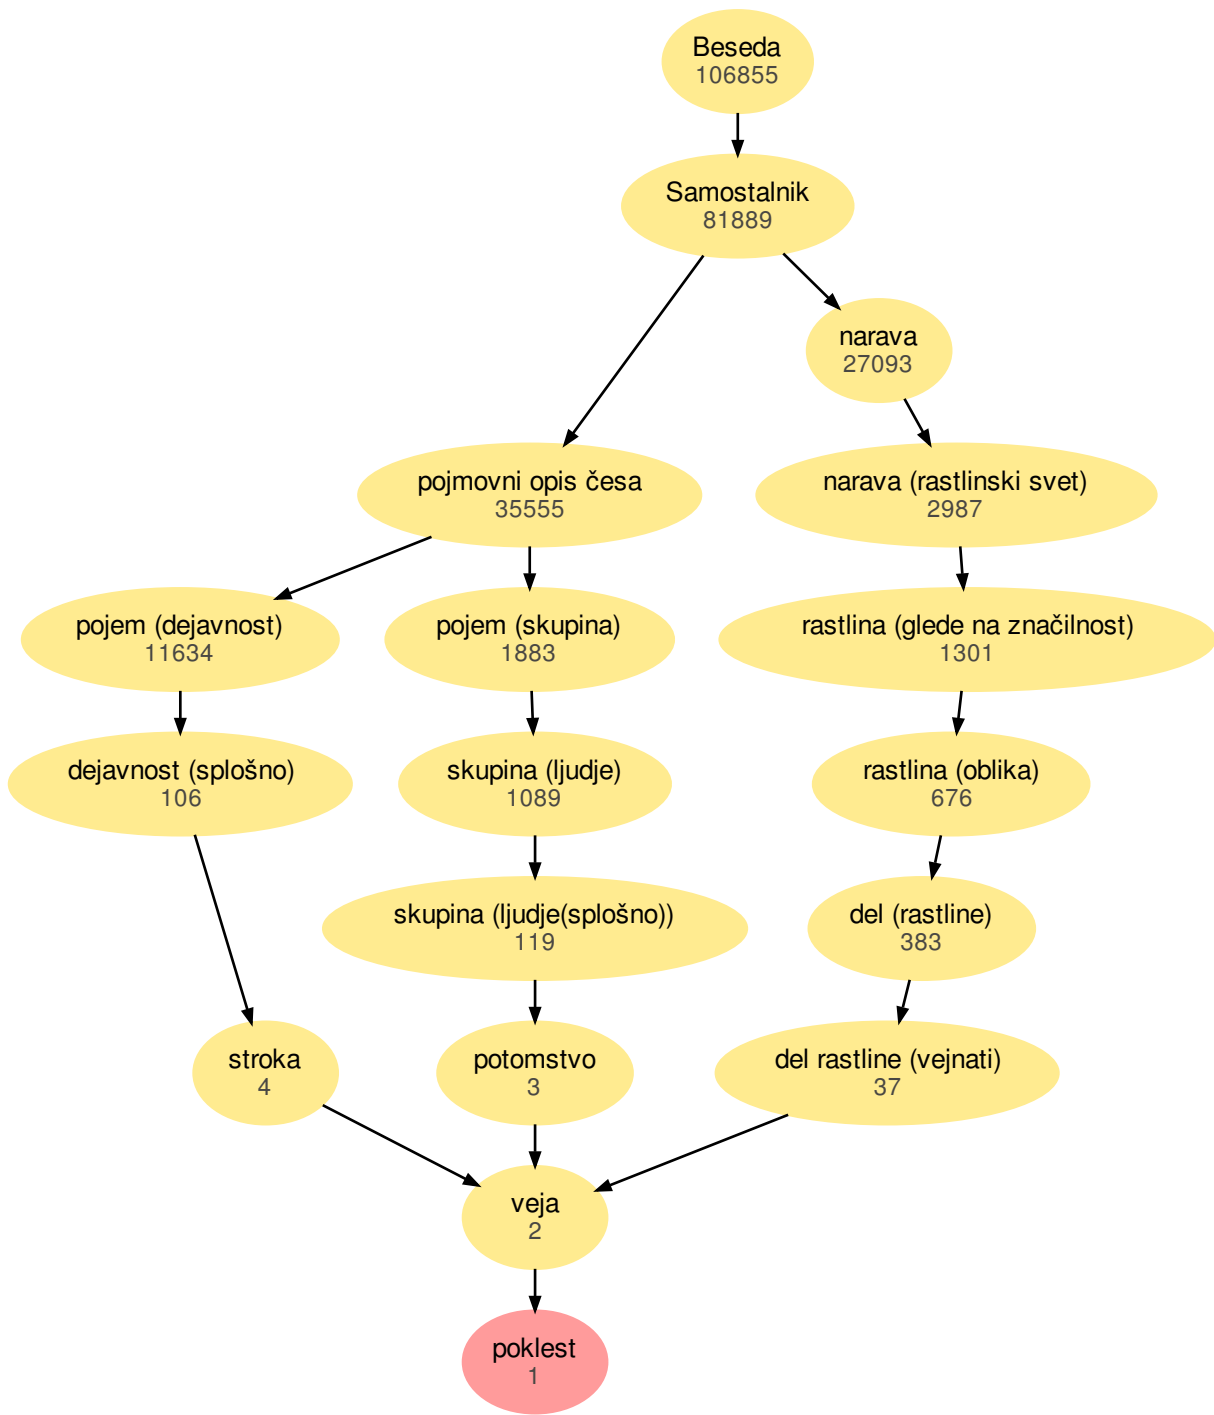 Beseda
106855
Samostalnik
81889
narava
27093
pojmovni opis česa
35555
narava (rastlinski svet)
2987
pojem (dejavnost)
11634
pojem (skupina)
1883
rastlina (glede na značilnost)
1301
dejavnost (splošno)
106
skupina (ljudje)
1089
rastlina (oblika)
676
skupina (ljudje(splošno))
119
del (rastline)
383
stroka
4
potomstvo
3
del rastline (vejnati)
37
veja
2
poklest
1